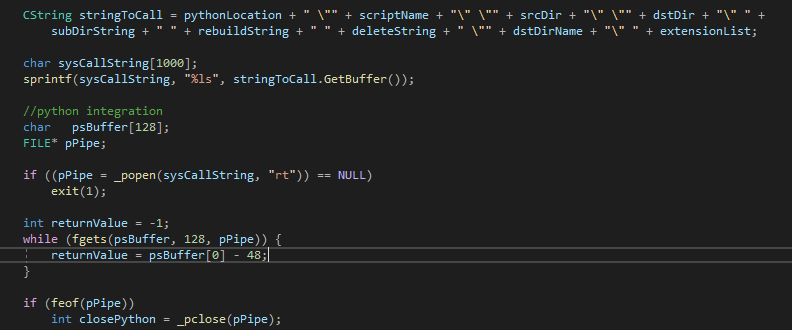 CString stringToCall = pythonLocation + " \"" + scriptName + "\" \"" + srcDir + "\" \"" + dstDir + "\" " +
subDirString + " " + rebuildString + " " + deleteString + " \"" + dstDirName + "\" " + extensionList;
char sysCallString[1000];
sprintf(sysCallString, "%ls", stringToCall.GetBuffer());
//python integration
char   psBuffer[128];
FILE* pPipe;
if ((pPipe = _popen(sysCallString, "rt")) == NULL)
exit(1);
int returnValue = -1;
while (fgets(psBuffer, 128, pPipe)) {
returnValue = psBuffer[0] - 48;
}
if (feof(pPipe))
int closePython = _pclose(pPipe);